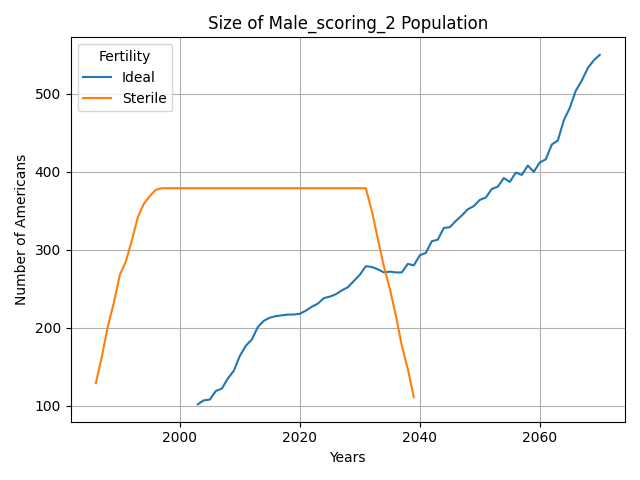 Size of Male_scoring_2 Population
Fertility
Ideal
Sterile
Number of Americans
500
400
300
200
100
2000
2020
2040
2060
Years